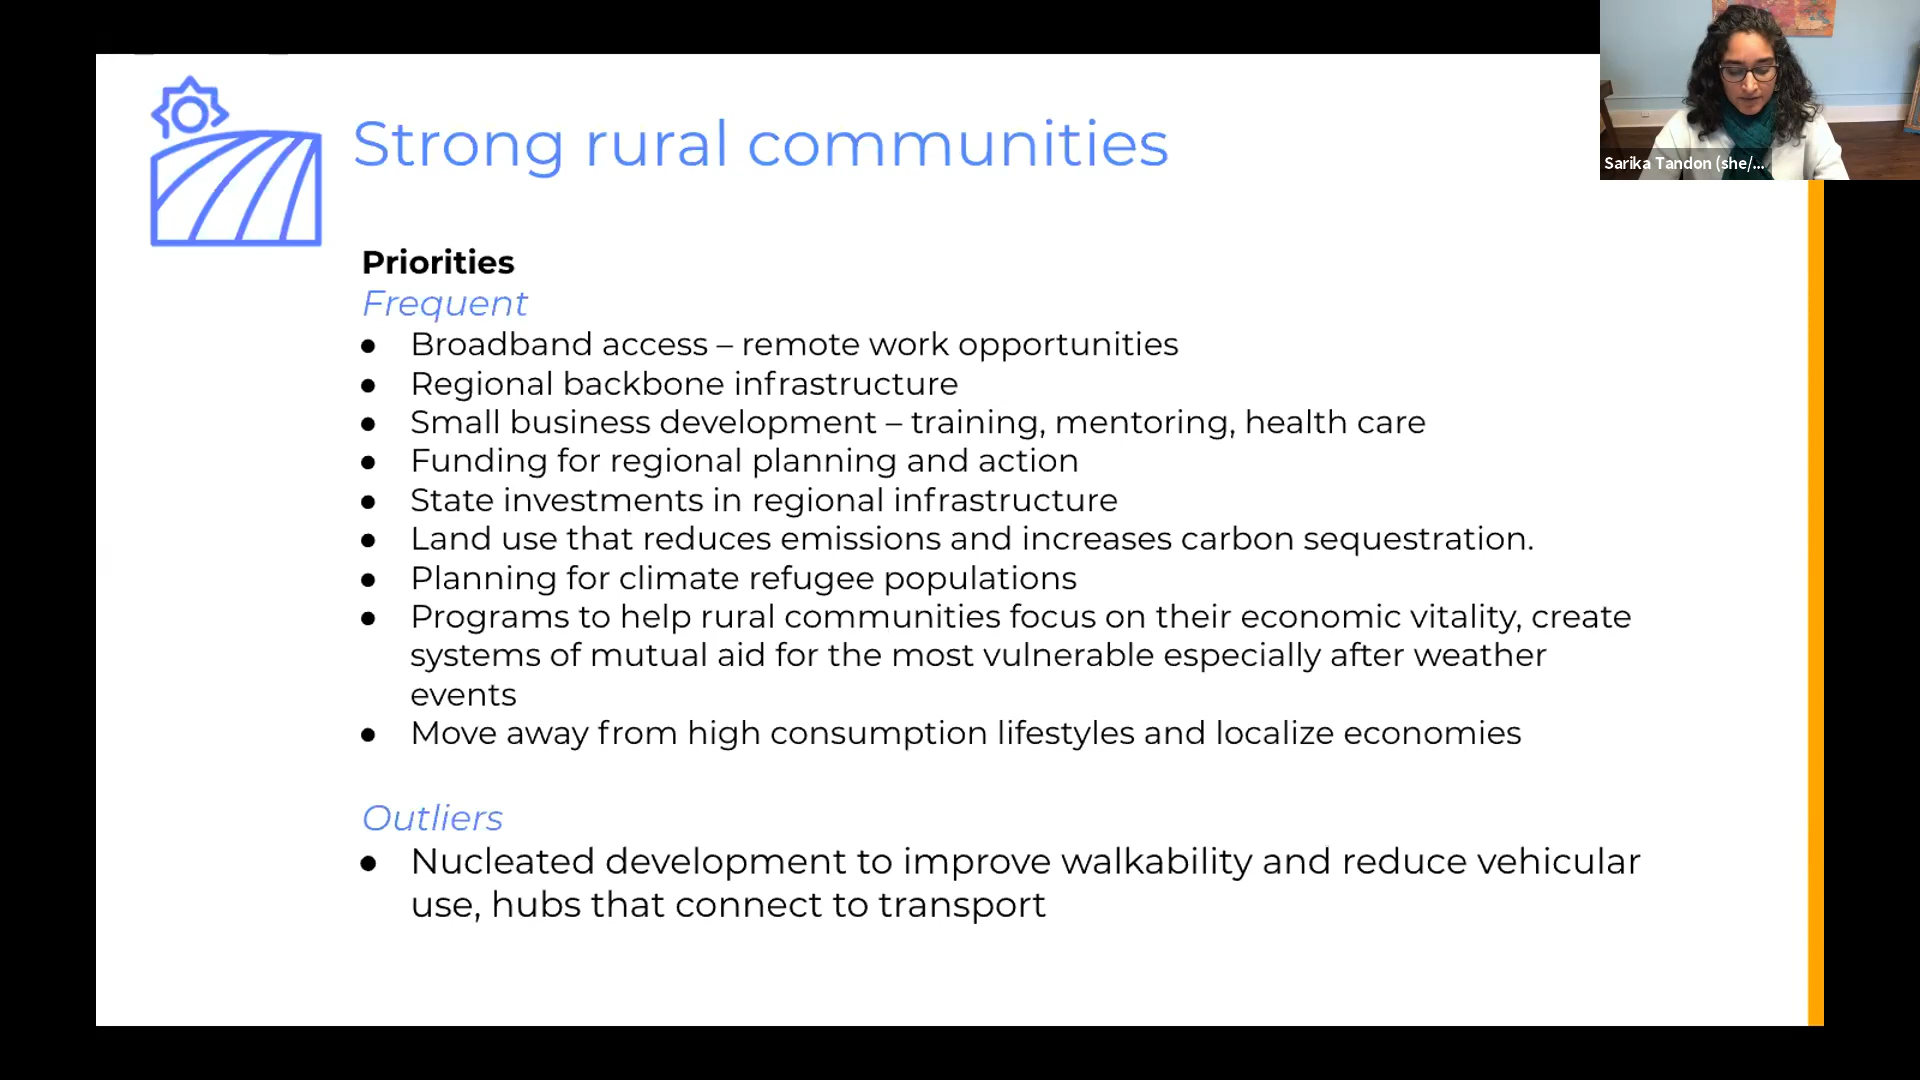 Strong rural communities
Sarika Tandon (she/...
Priorities
Frequent
● Broadband access – remote work opportunities
● Regional backbone infrastructure
● Small business development – training, mentoring, health care
● Funding for regional planning and action
● State investments in regional infrastructure
● Land use that reduces emissions and increases carbon sequestration.
● Planning for climate refugee populations
● Programs to help rural communities focus on their economic vitality, create
systems of mutual aid for the most vulnerable especially after weather
events
● Move away from high consumption lifestyles and localize economies
Outliers
● Nucleated development to improve walkability and reduce vehicular
use, hubs that connect to transport